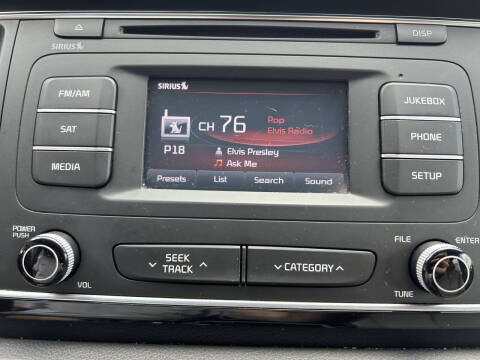 SIRIUS
DISP
SIRIUS
FM/AM
SAT
MEDIA
SIRIUS
CH 76
Pop
Elvis Radio
P18
Elvis Presley
Ask Me
Presets List Search Sound
JUKEBOX
PHONE
SETUP
POWER
PUSH
VOL
SEEK
TRACK
CATEGORY
FILE
ENTER
TUNE